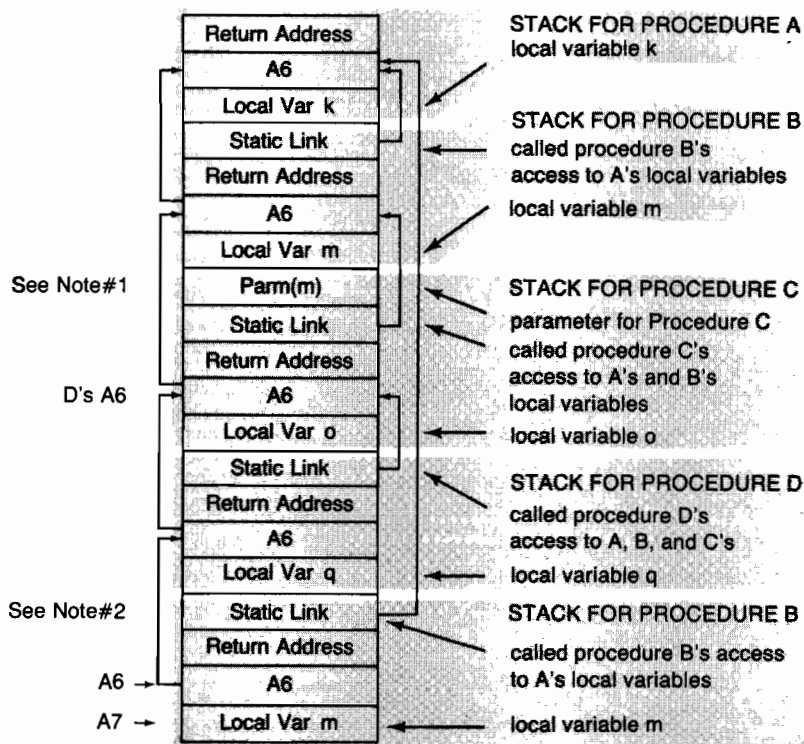 Return Address
A6
Local Var k
Static Link
Return Address
A6
Local Var m
Parm(m)
Static Link
Return Address
A6
Local Var o
Static Link
Return Address
A6
Local Var q
Static Link
Return Address
A6
Local Var m
See Note#1
D's A6
See Note#2
A6
A7
STACK FOR PROCEDURE A
local variable k
STACK FOR PROCEDURE B
called procedure B's
access to A's local variables
local variable m
STACK FOR PROCEDURE C
parameter for Procedure C
called procedure C's
access to A's and B's
local variables
local variable o
STACK FOR PROCEDURE D
called procedure D's
access to A, B, and C's
local variable q
STACK FOR PROCEDURE B
called procedure B's access
to A's local variables
local variable m